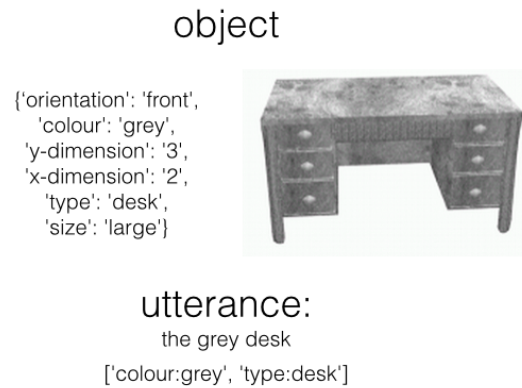 object
{‘orientation': 'front',
'colour': 'grey',
'y-dimension': '3',
'x-dimension': '2',
'type': 'desk',
'size': 'large'}
utterance:
the grey desk
['colour:grey', 'type:desk']